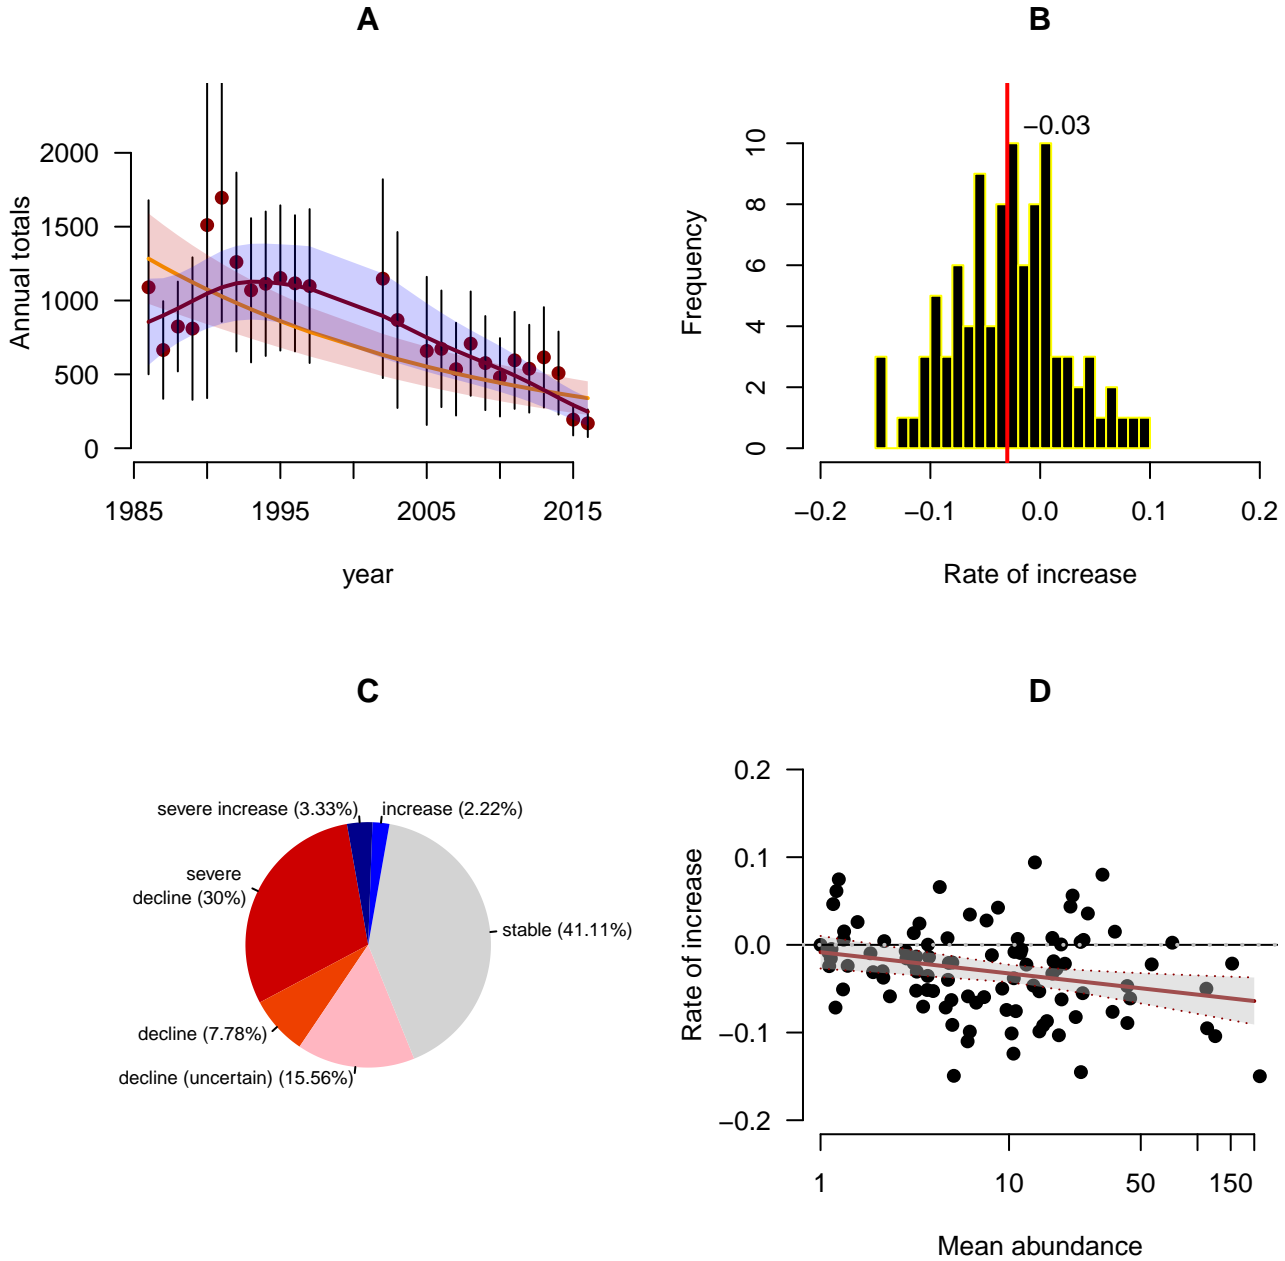 A
Annual totals
2000
1500
1000
500
0
1985
1995
2005
2015
year
B
−0.03
Frequency
10
8
6
4
2
0
−0.2
−0.1
0.0
0.1
0.2
Rate of increase
C
severe increase (3.33%)
increase (2.22%)
severe
decline (30%)
stable (41.11%)
decline (7.78%)
decline (uncertain) (15.56%)
D
Rate of increase
0.2
0.1
0.0
−0.1
−0.2
1
10
50
150
Mean abundance